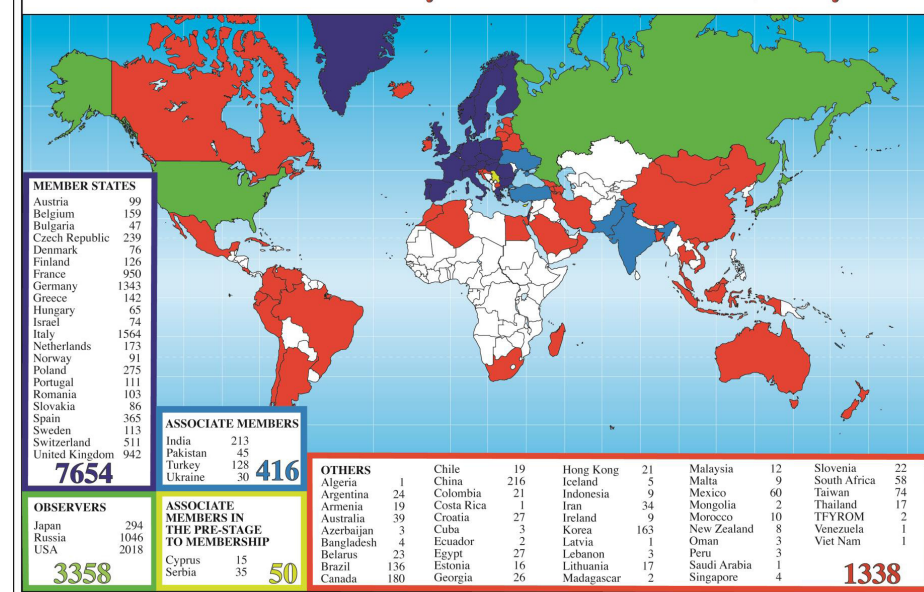 MEMBER STATES
Austria 99
Belgium 159
Bulgaria 47
Czech Republic 239
Denmark 76
Finland 126
France 950
Germany 1343
Greece 142
Hungary 65
Israel 74
Italy 1564
Netherlands 173
Norway 91
Poland 275
Portugal 111
Romania 103
Slovakia 86
Spain 365
Sweden 113
Switzerland 511
United Kingdom 942
7654
ASSOCIATE MEMBERS
India 213
Pakistan 45
Turkey 128
Ukraine 30
416
OBSERVERS
Japan 294
Russia 1046
USA 2018
3358
ASSOCIATE
MEMBERS IN
THE PRE-STAGE
TO MEMBERSHIP
Cyprus 15
Serbia 35
50
OTHERS
Algeria 1
Argentina 24
Armenia 19
Australia 39
Azerbaijan 3
Bangladesh 4
Belarus 23
Brazil 136
Canada 180
Chile 19
China 216
Colombia 21
Costa Rica 1
Croatia 27
Cuba 3
Ecuador 2
Egypt 27
Estonia 16
Georgia 26
Hong Kong 21
Iceland 5
Indonesia 9
Iran 34
Ireland 9
Korea 163
Latvia 1
Lebanon 3
Lithuania 17
Madagascar 2
Malaysia 12
Malta 9
Mexico 60
Mongolia 2
Morocco 10
New Zealand 8
Oman 3
Peru 3
Saudi Arabia 1
Singapore 4
Slovenia 22
South Africa 58
Taiwan 74
Thailand 17
TFYROM 2
Venezuela 1
Viet Nam 1
1338